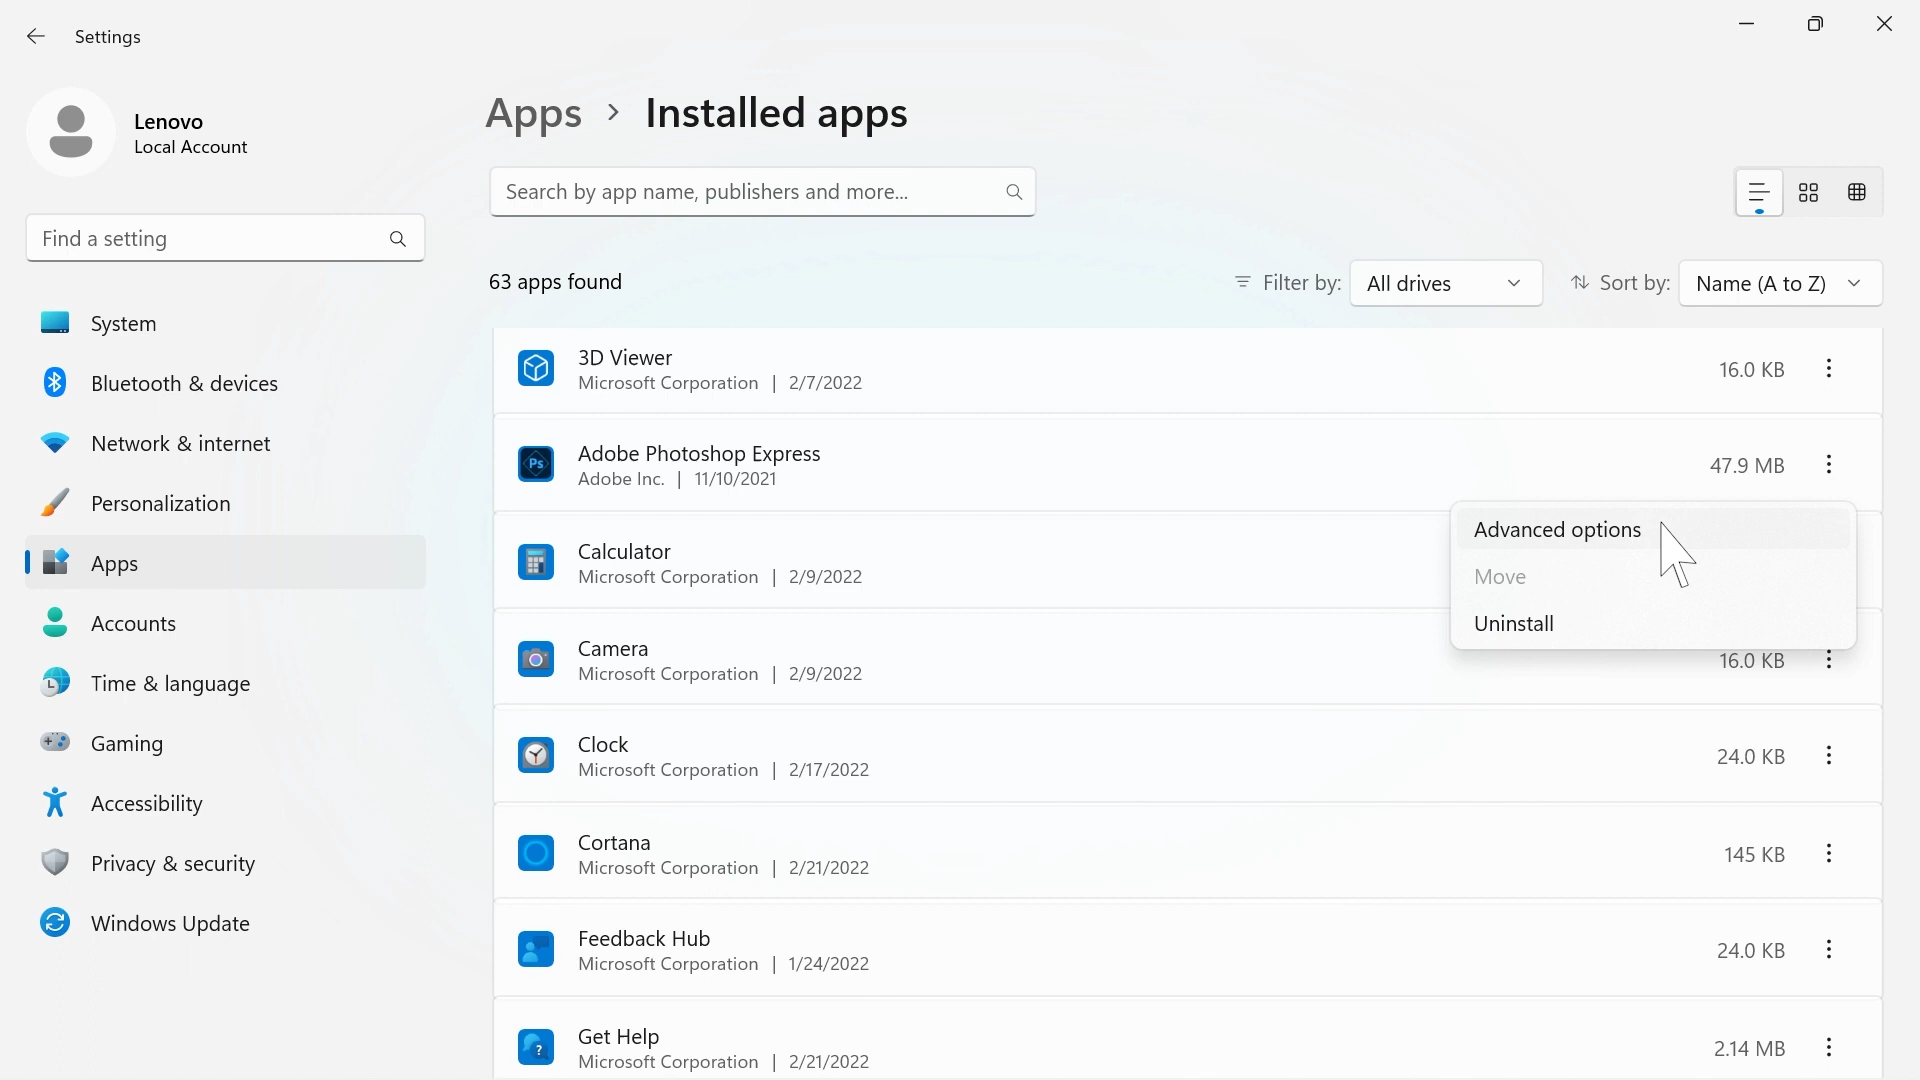 Settings
Lenovo
Local Account
Find a setting
System
Bluetooth & devices
Network & internet
Personalization
Apps
Accounts
Time & language
Gaming
Accessibility
Privacy & security
Windows Update
Apps > Installed apps
Search by app name, publishers and more...
63 apps found
Filter by: All drives
Sort by: Name (A to Z)
3D Viewer
Microsoft Corporation | 2/7/2022
16.0 KB
Ps
Adobe Photoshop Express
Adobe Inc. | 11/10/2021
47.9 MB
Advanced options
Move
Uninstall
Calculator
Microsoft Corporation | 2/9/2022
Camera
Microsoft Corporation | 2/9/2022
16.0 KB
Clock
Microsoft Corporation | 2/17/2022
24.0 KB
Cortana
Microsoft Corporation | 2/21/2022
145 KB
Feedback Hub
Microsoft Corporation | 1/24/2022
24.0 KB
Get Help
Microsoft Corporation | 2/21/2022
2.14 MB